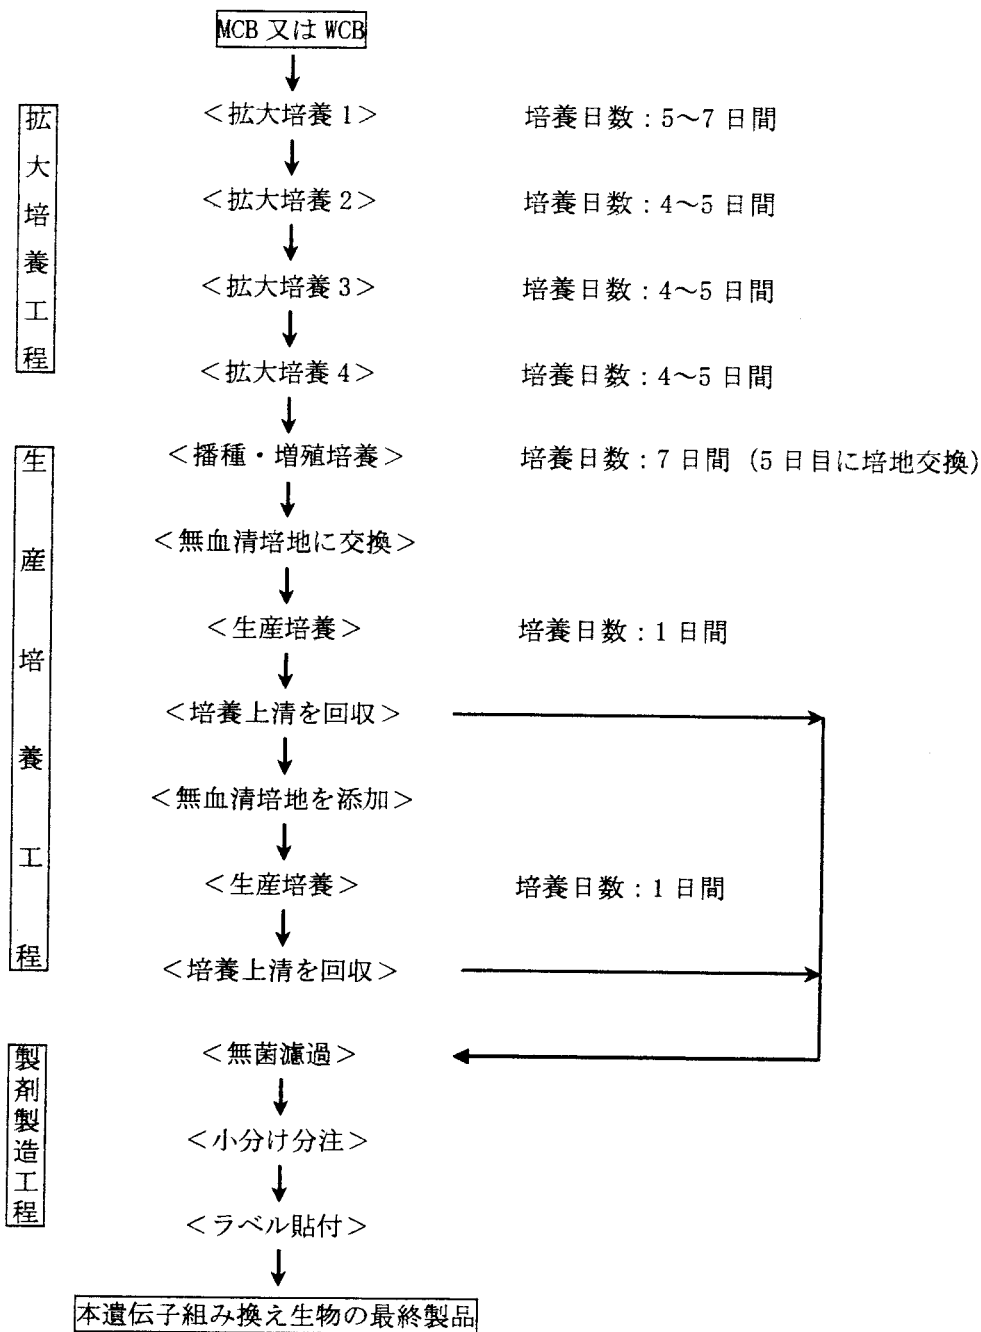 MCB 又は WCB
拡大培養工程
＜拡大培養 1＞ 培養日数：5～7 日間
＜拡大培養 2＞ 培養日数：4～5 日間
＜拡大培養 3＞ 培養日数：4～5 日間
＜拡大培養 4＞ 培養日数：4～5 日間
生産培養工程
＜播種・増殖培養＞ 培養日数：7 日間（5 日目に培地交換）
＜無血清培地に交換＞
＜生産培養＞ 培養日数：1 日間
＜培養上清を回収＞
＜無血清培地を添加＞
＜生産培養＞ 培養日数：1 日間
＜培養上清を回収＞
製剤製造工程
＜無菌濾過＞
＜小分け分注＞
＜ラベル貼付＞
本遺伝子組み換え生物の最終製品